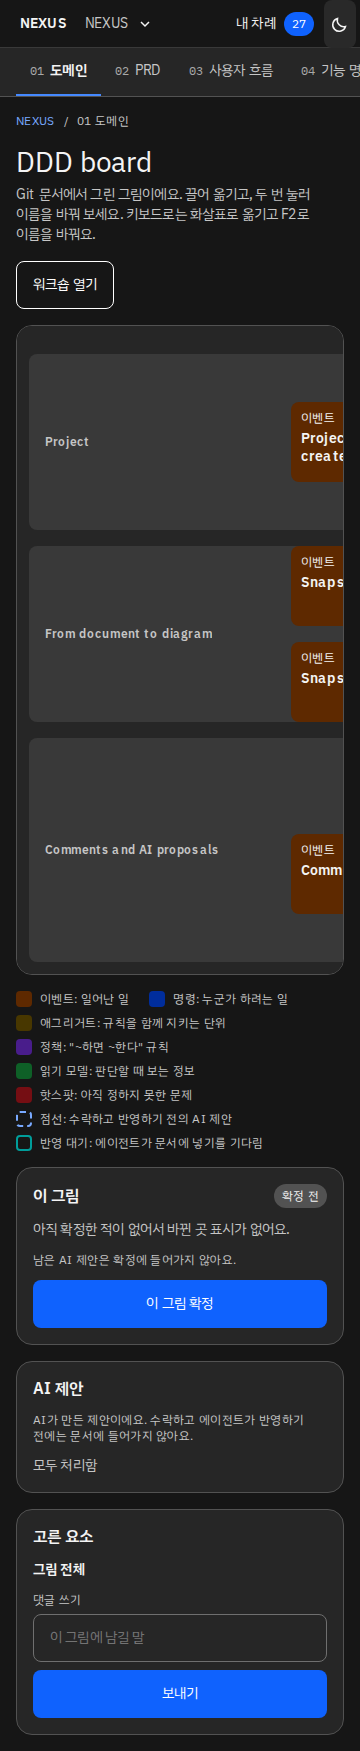 NEXUS NEXUS 내 차례 27
01 도메인 02 PRD 03 사용자 흐름 04 기능 명
NEXUS / 01 도메인
DDD board
Git 문서에서 그린 그림이에요. 끌어 옮기고, 두 번 눌러
이름을 바꿔 보세요. 키보드로는 화살표로 옮기고 F2로
이름을 바꿔요.
워크숍 열기
이벤트
Project
Projec
create
이벤트
Snaps
From document to diagram
이벤트
Snaps
이벤트
Comments and AI proposals
Comm
이벤트: 일어난 일 명령: 누군가 하려는 일
애그리거트: 규칙을 함께 지키는 단위
정책: "~하면 ~한다" 규칙
읽기 모델: 판단할 때 보는 정보
핫스팟: 아직 정하지 못한 문제
점선: 수락하고 반영하기 전의 AI 제안
반영 대기: 에이전트가 문서에 넣기를 기다림
이 그림 확정 전
아직 확정한 적이 없어서 바뀐 곳 표시가 없어요.
남은 AI 제안은 확정에 들어가지 않아요.
이 그림 확정
AI 제안
AI가 만든 제안이에요. 수락하고 에이전트가 반영하기
전에는 문서에 들어가지 않아요.
모두 처리함
고른 요소
그림 전체
댓글 쓰기
이 그림에 남길 말
보내기